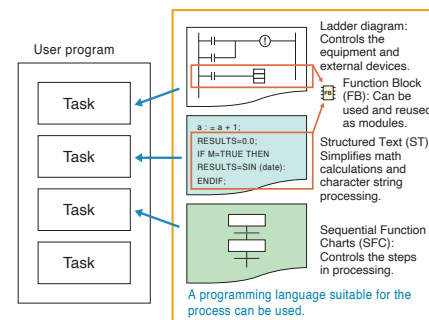 User program
Task
Task
Task
Task
Ladder diagram:
Controls the
equipment and
external devices.
FB
Function Block
(FB): Can be
used and reused
as modules.
a : = a + 1;
RESULTS=0.0;
IF M=TRUE THEN
RESULTS=SIN (date):
ENDIF;
Structured Text (ST)
Simplifies math
calculations and
character string
processing.
Sequential Function
Charts (SFC):
Controls the steps
in processing.
A programming language suitable for the
process can be used.